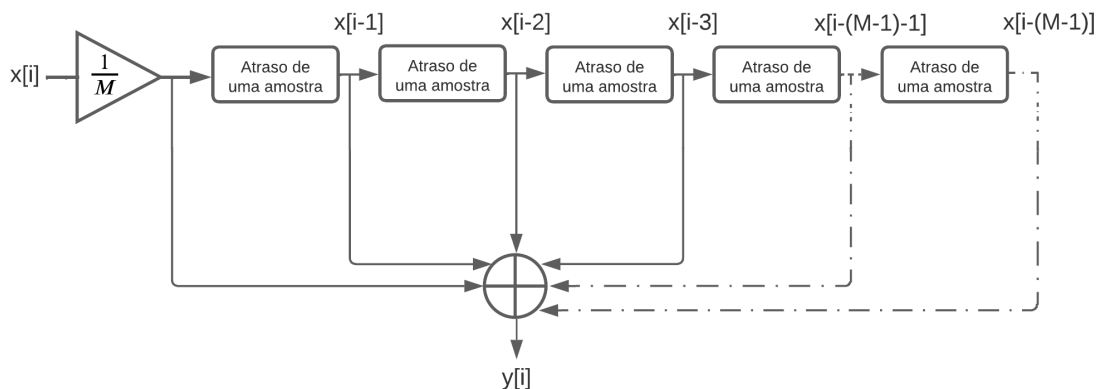 x[i-1]
x[i-2]
x[i-3]
x[i-(M-1)-1]
x[i-(M-1)]
x[i]
1
M
Atraso de
uma amostra
Atraso de
uma amostra
Atraso de
uma amostra
Atraso de
uma amostra
Atraso de
uma amostra
y[i]